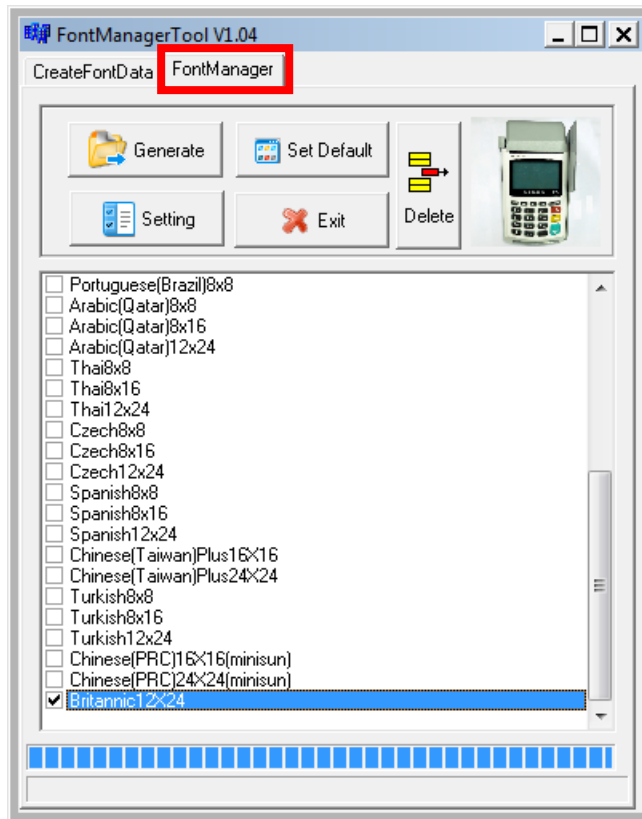 FontManagerTool V1.04
CreateFontData FontManager
Generate Set Default
Setting Exit Delete
Portuguese(Brazil)8x8
Arabic(Qatar)8x8
Arabic(Qatar)8x16
Arabic(Qatar)12x24
Thai8x8
Thai8x16
Thai12x24
Czech8x8
Czech8x16
Czech12x24
Spanish8x8
Spanish8x16
Spanish12x24
Chinese(Taiwan)Plus16X16
Chinese(Taiwan)Plus24X24
Turkish8x8
Turkish8x16
Turkish12x24
Chinese(PRC)16X16(minisun)
Chinese(PRC)24X24(minisun)
Britannic12X24